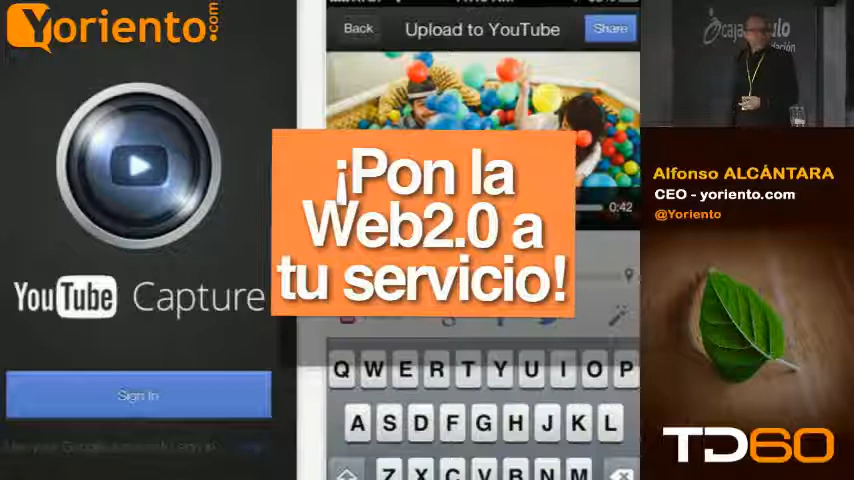 Yoriento.com
Back
Upload to YouTube
Share
0:42
¡Pon la
Web2.0 a
tu servicio!
YouTube Capture
Sign In
Q W E R T Y U I O P
A S D F G H J K L
Z X C V B N M
Alfonso ALCÁNTARA
CEO - yoriento.com
@Yoriento
TD60